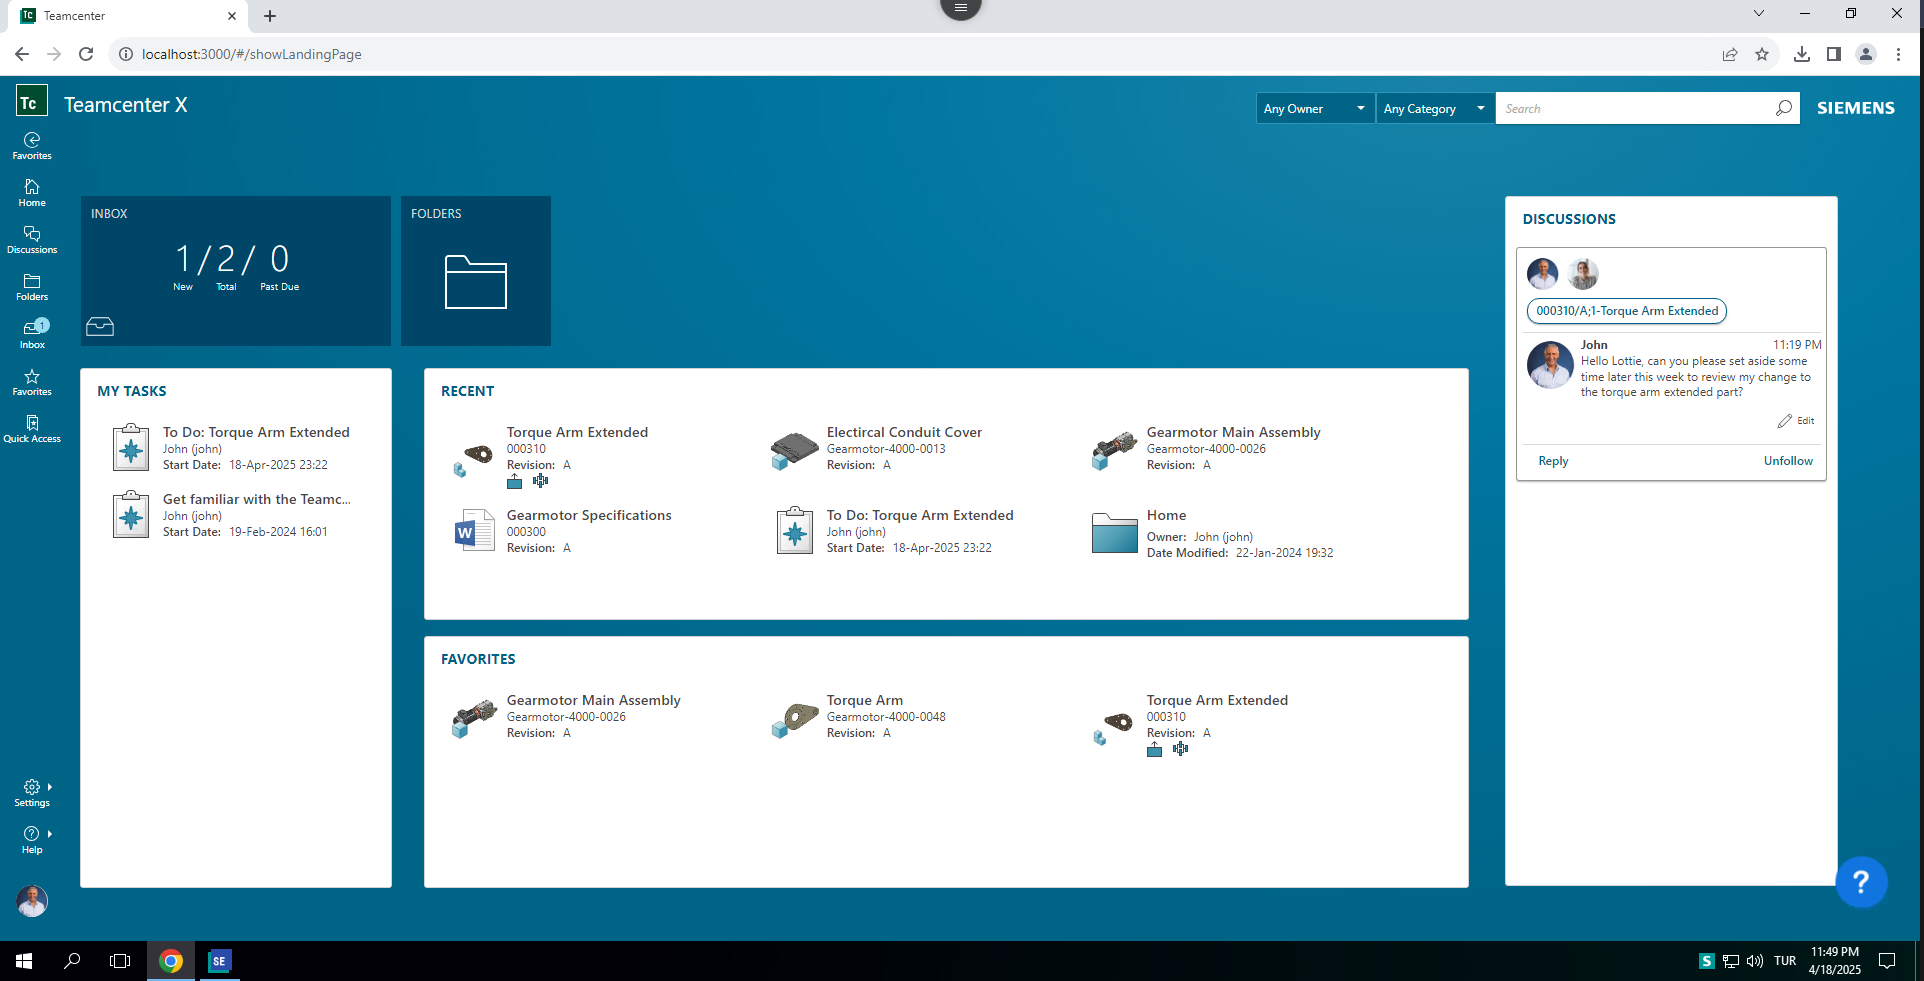 Teamcenter
localhost:3000/#/showLandingPage
Tc
Teamcenter X
Any Owner
Any Category
Search
SIEMENS
Favorites
Home
Discussions
Folders
1
Inbox
Favorites
Quick Access
Settings
Help
INBOX
1 / 2 / 0
New Total Past Due
FOLDERS
MY TASKS
To Do: Torque Arm Extended
John (john)
Start Date: 18-Apr-2025 23:22
Get familiar with the Teamc...
John (john)
Start Date: 19-Feb-2024 16:01
RECENT
Torque Arm Extended
000310
Revision: A
Electircal Conduit Cover
Gearmotor-4000-0013
Revision: A
Gearmotor Main Assembly
Gearmotor-4000-0026
Revision: A
W
Gearmotor Specifications
000300
Revision: A
To Do: Torque Arm Extended
John (john)
Start Date: 18-Apr-2025 23:22
Home
Owner: John (john)
Date Modified: 22-Jan-2024 19:32
FAVORITES
Gearmotor Main Assembly
Gearmotor-4000-0026
Revision: A
Torque Arm
Gearmotor-4000-0048
Revision: A
Torque Arm Extended
000310
Revision: A
DISCUSSIONS
000310/A;1-Torque Arm Extended
John 11:19 PM
Hello Lottie, can you please set aside some
time later this week to review my change to
the torque arm extended part?
Edit
Reply Unfollow
?
SE
S
TUR
11:49 PM
4/18/2025